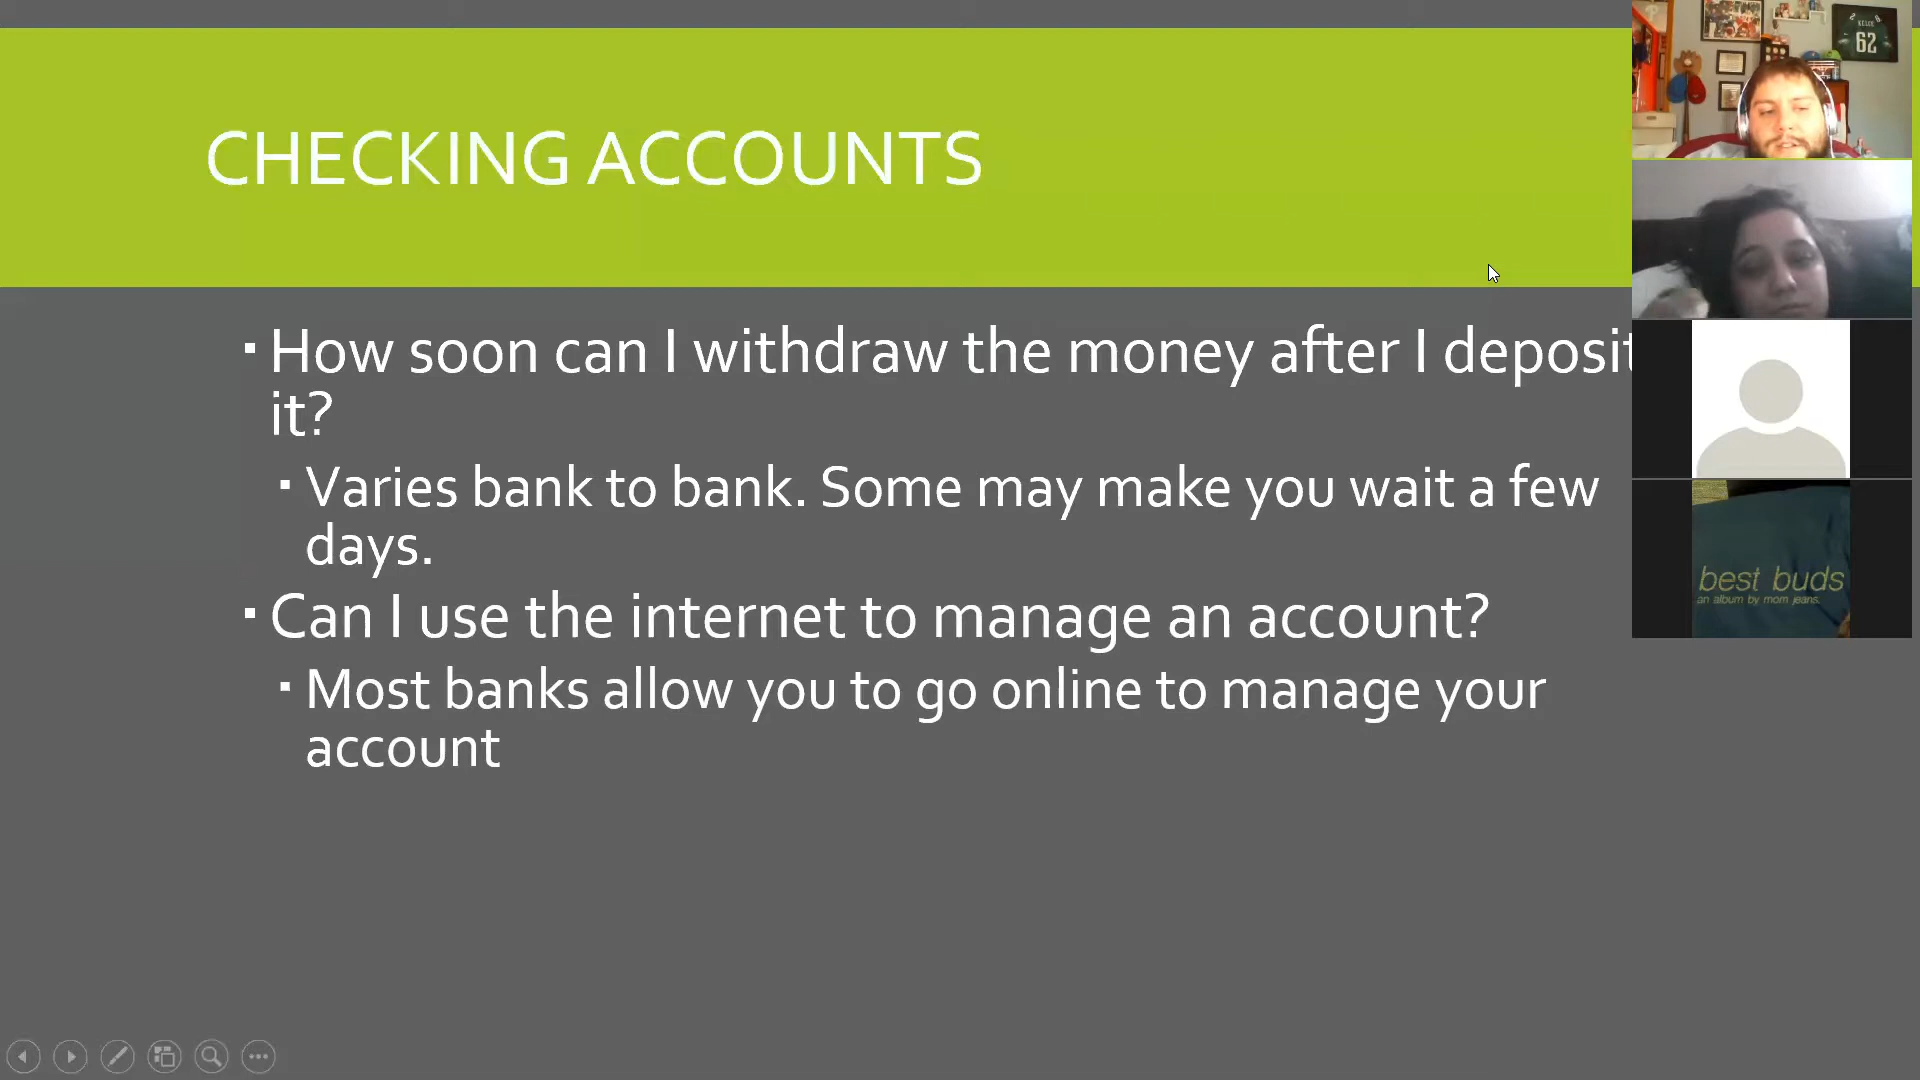 CHECKING ACCOUNTS
How soon can I withdraw the money after I deposit
it?
Varies bank to bank. Some may make you wait a few
days.
Can I use the internet to manage an account?
Most banks allow you to go online to manage your
account
KELCE
62
best buds
an album by mom jeans.